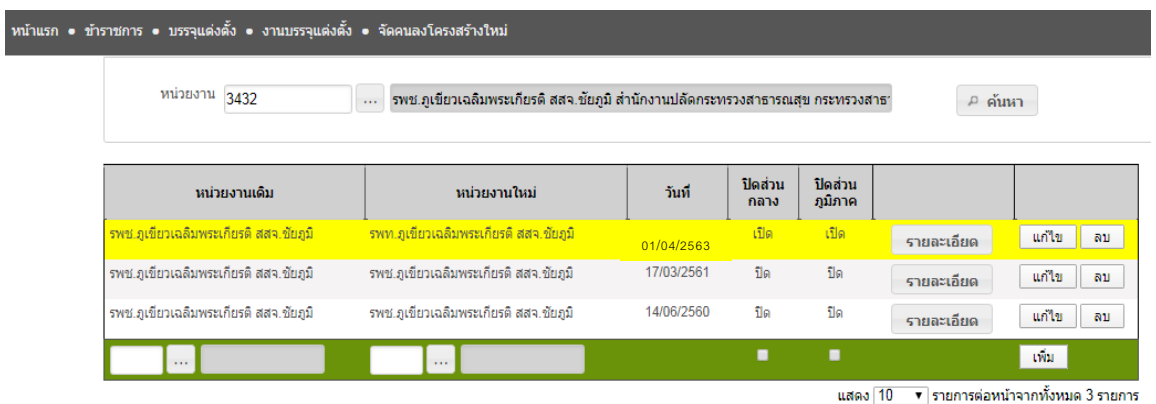 หน้าแรก ● ข้าราชการ ● บรรจุแต่งตั้ง ● งานบรรจุแต่งตั้ง ● จัดคนลงโครงสร้างใหม่
หน่วยงาน 3432 ... รพช.ภูเขียวเฉลิมพระเกียรติ สสจ.ชัยภูมิ สำนักงานปลัดกระทรวงสาธารณสุข กระทรวงสาธา ค้นหา
หน่วยงานเดิม หน่วยงานใหม่ วันที่ ปิดส่วนกลาง ปิดส่วนภูมิภาค
รพช.ภูเขียวเฉลิมพระเกียรติ สสจ.ชัยภูมิ รพท.ภูเขียวเฉลิมพระเกียรติ สสจ.ชัยภูมิ 01/04/2563 เปิด เปิด รายละเอียด แก้ไข ลบ
รพช.ภูเขียวเฉลิมพระเกียรติ สสจ.ชัยภูมิ รพช.ภูเขียวเฉลิมพระเกียรติ สสจ.ชัยภูมิ 17/03/2561 ปิด ปิด รายละเอียด แก้ไข ลบ
รพช.ภูเขียวเฉลิมพระเกียรติ สสจ.ชัยภูมิ รพช.ภูเขียวเฉลิมพระเกียรติ สสจ.ชัยภูมิ 14/06/2560 ปิด ปิด รายละเอียด แก้ไข ลบ
... ... เพิ่ม
แสดง 10 รายการต่อหน้าจากทั้งหมด 3 รายการ